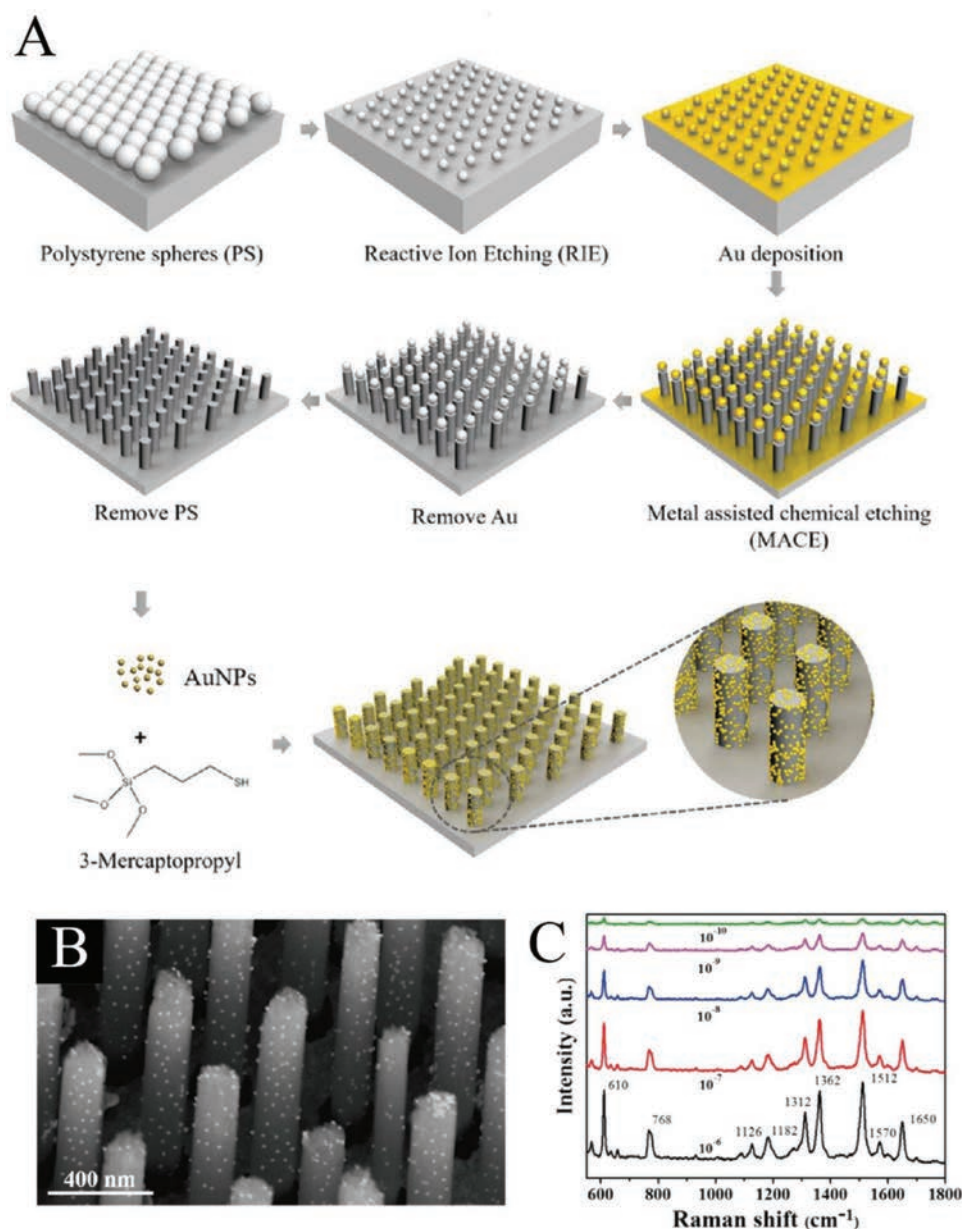 A
Polystyrene spheres (PS)
Reactive Ion Etching (RIE)
Au deposition
Remove PS
Remove Au
Metal assisted chemical etching
(MACE)
AuNPs
+
O
Si
SH
O
O
3-Mercaptopropyl
B
400 nm
C
Intensity (a.u.)
10⁻¹⁰
10⁻⁹
10⁻⁸
10⁻⁷
10⁻⁶
610
768
1126
1182
1312
1362
1512
1570
1650
600 800 1000 1200 1400 1600 1800
Raman shift (cm⁻¹)